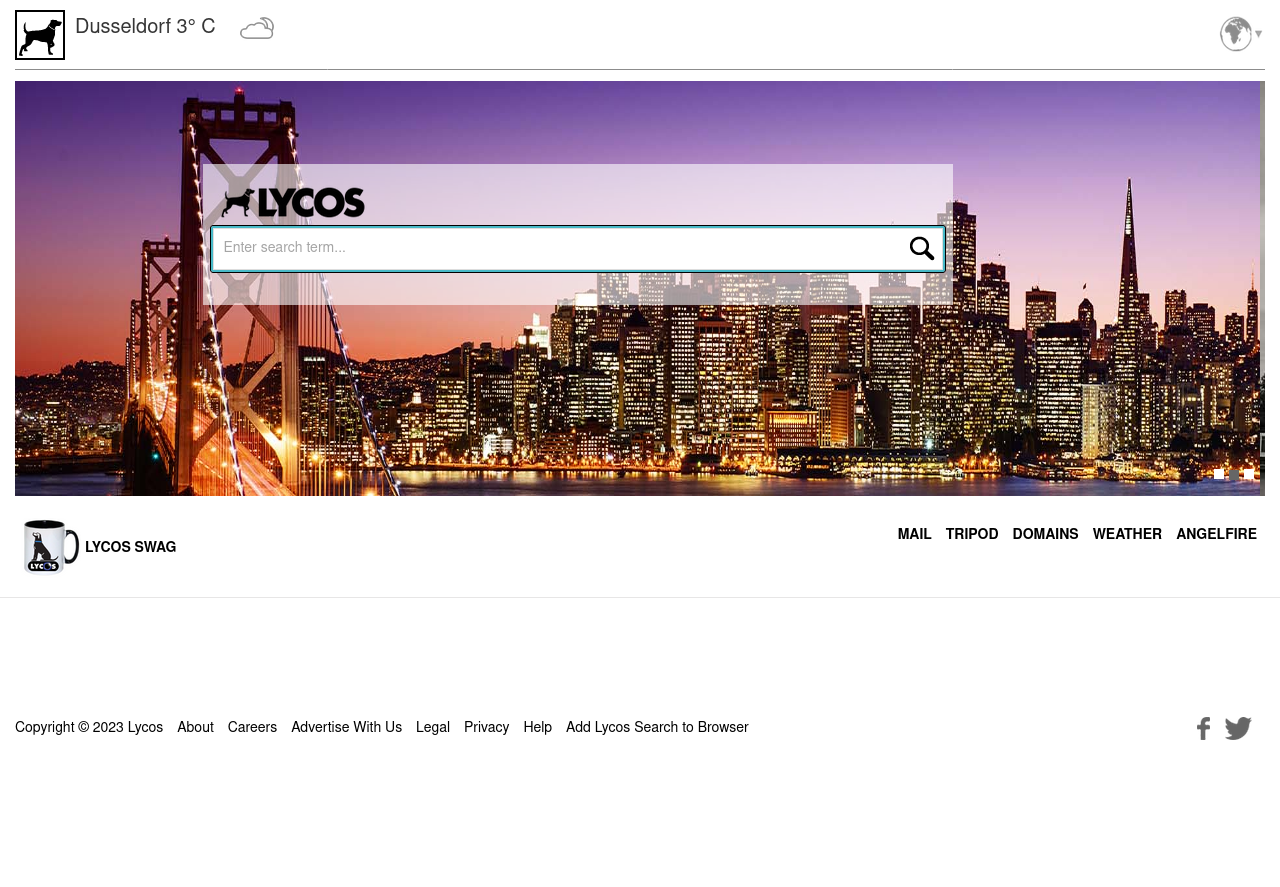 Dusseldorf 3° C
LYCOS
Enter search term...
LYCOS
LYCOS SWAG
MAIL TRIPOD DOMAINS WEATHER ANGELFIRE
Copyright © 2023 Lycos About Careers Advertise With Us Legal Privacy Help Add Lycos Search to Browser